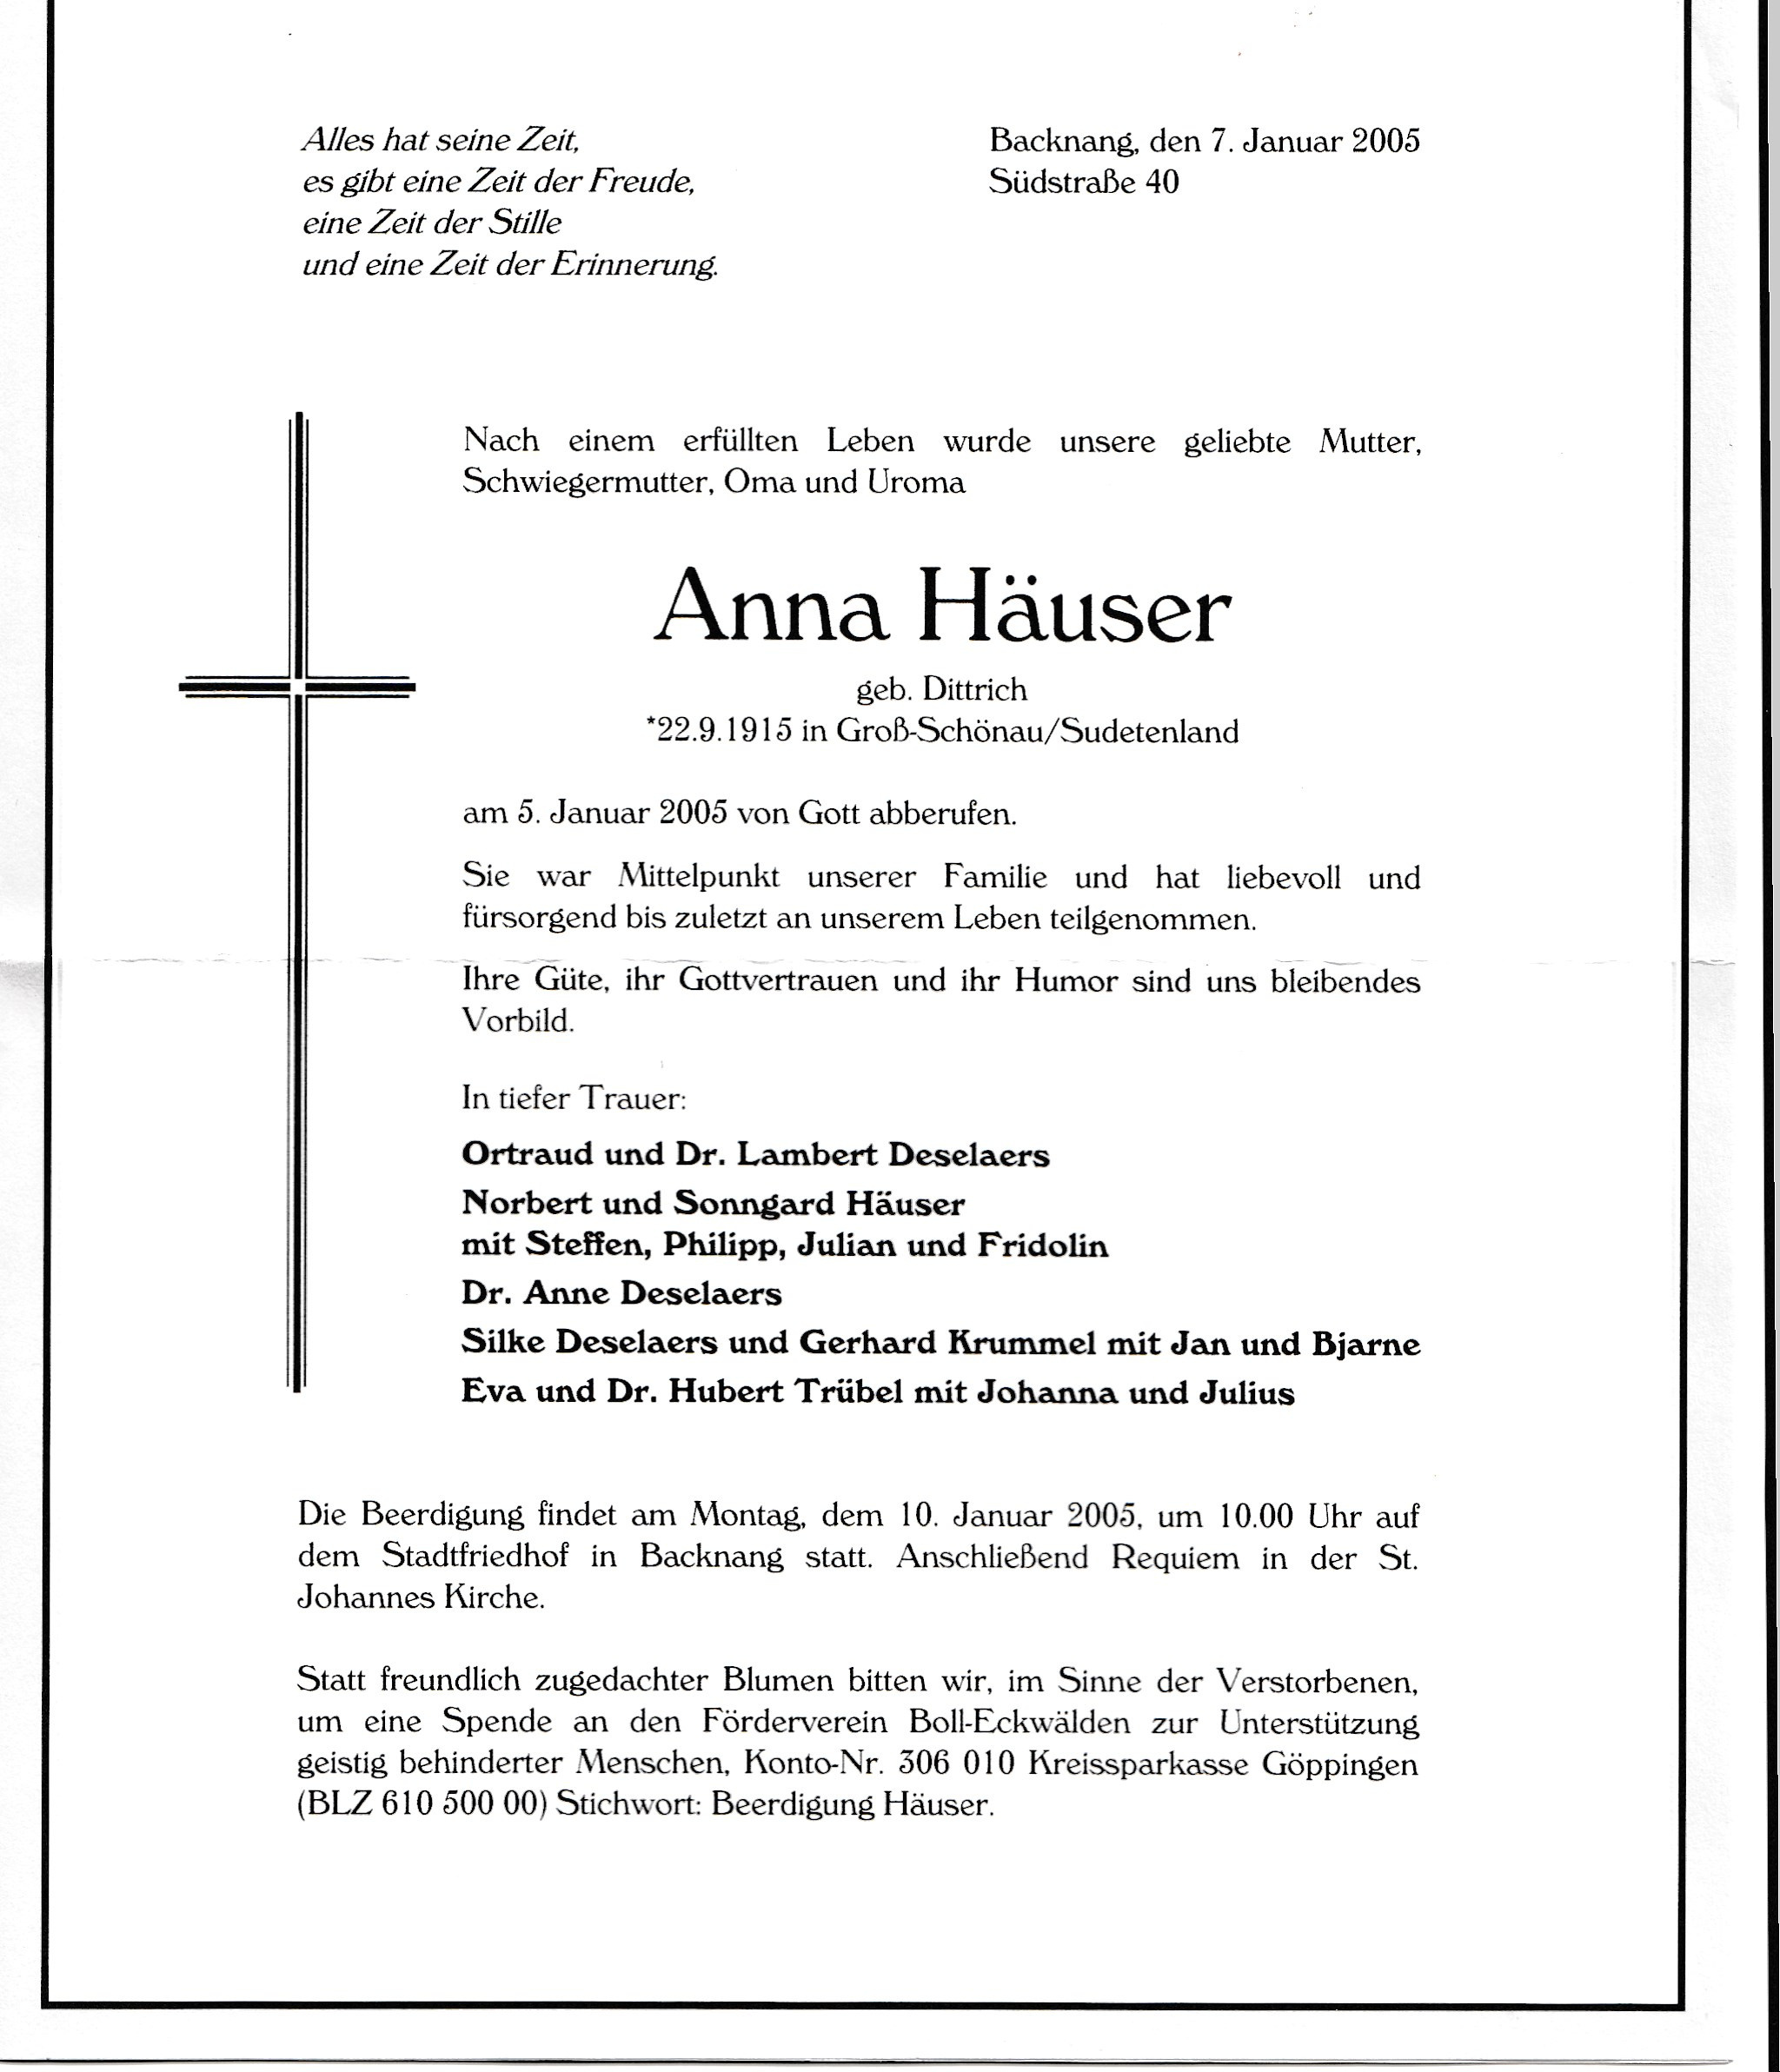 Alles hat seine Zeit,
es gibt eine Zeit der Freude,
eine Zeit der Stille
und eine Zeit der Erinnerung.
Backnang, den 7. Januar 2005
Südstraße 40
Nach einem erfüllten Leben wurde unsere geliebte Mutter,
Schwiegermutter, Oma und Uroma
Anna Häuser
geb. Dittrich
*22.9.1915 in Groß-Schönau/Sudetenland
am 5. Januar 2005 von Gott abberufen.
Sie war Mittelpunkt unserer Familie und hat liebevoll und
fürsorgend bis zuletzt an unserem Leben teilgenommen.
Ihre Güte, ihr Gottvertrauen und ihr Humor sind uns bleibendes
Vorbild.
In tiefer Trauer:
Ortraud und Dr. Lambert Deselaers
Norbert und Sonngard Häuser
mit Steffen, Philipp, Julian und Fridolin
Dr. Anne Deselaers
Silke Deselaers und Gerhard Krummel mit Jan und Bjarne
Eva und Dr. Hubert Trübel mit Johanna und Julius
Die Beerdigung findet am Montag, dem 10. Januar 2005, um 10.00 Uhr auf
dem Stadtfriedhof in Backnang statt. Anschließend Requiem in der St.
Johannes Kirche.
Statt freundlich zugedachter Blumen bitten wir, im Sinne der Verstorbenen,
um eine Spende an den Förderverein Boll-Eckwälden zur Unterstützung
geistig behinderter Menschen, Konto-Nr. 306 010 Kreissparkasse Göppingen
(BLZ 610 500 00) Stichwort: Beerdigung Häuser.